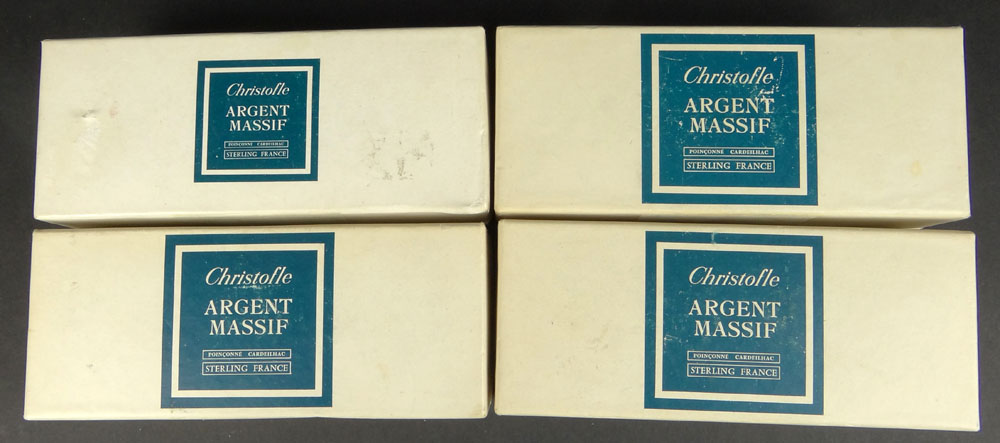 Christofle
ARGENT
MASSIF
POINÇONNÉ CARDEILHAC
STERLING FRANCE
Christofle
ARGENT
MASSIF
POINÇONNÉ CARDEILHAC
STERLING FRANCE
Christofle
ARGENT
MASSIF
POINÇONNÉ CARDEILHAC
STERLING FRANCE
Christofle
ARGENT
MASSIF
POINÇONNÉ CARDEILHAC
STERLING FRANCE